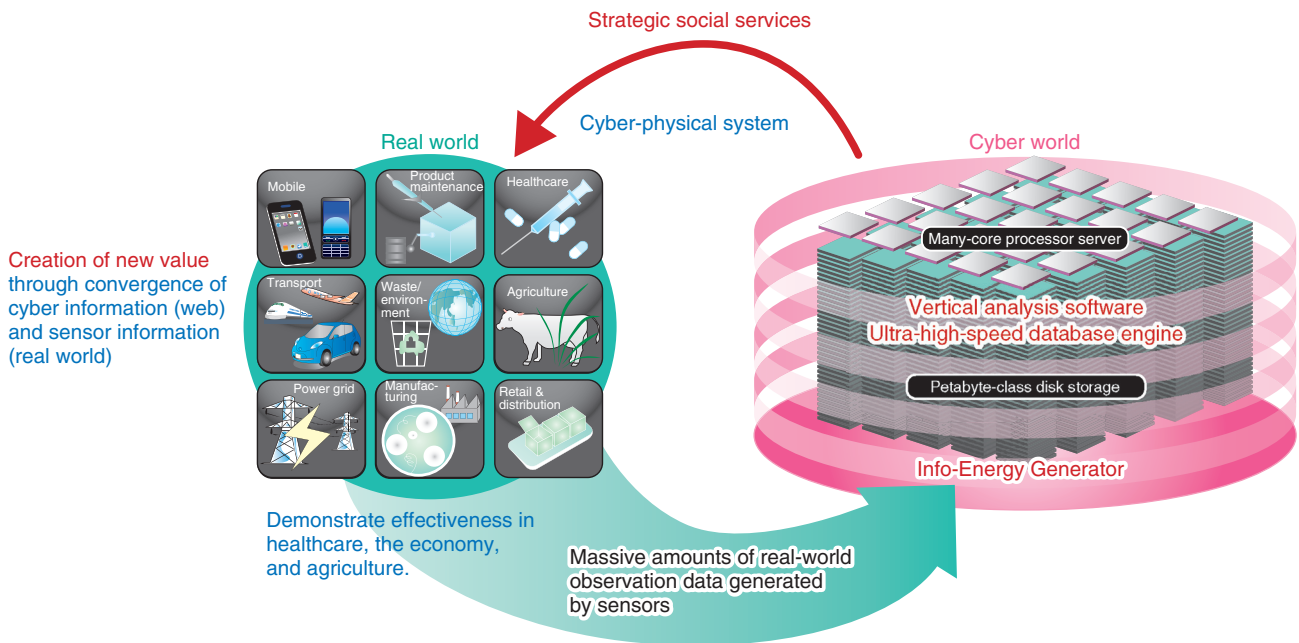 Strategic social services
Cyber-physical system
Real world
Cyber world
Mobile
Product
maintenance
Healthcare
Transport
Waste/
environ-
ment
Agriculture
Power grid
Manufac-
turing
Retail &
distribution
Creation of new value
through convergence of
cyber information (web)
and sensor information
(real world)
Many-core processor server
Vertical analysis software
Ultra-high-speed database engine
Petabyte-class disk storage
Info-Energy Generator
Demonstrate effectiveness in
healthcare, the economy,
and agriculture.
Massive amounts of real-world
observation data generated
by sensors